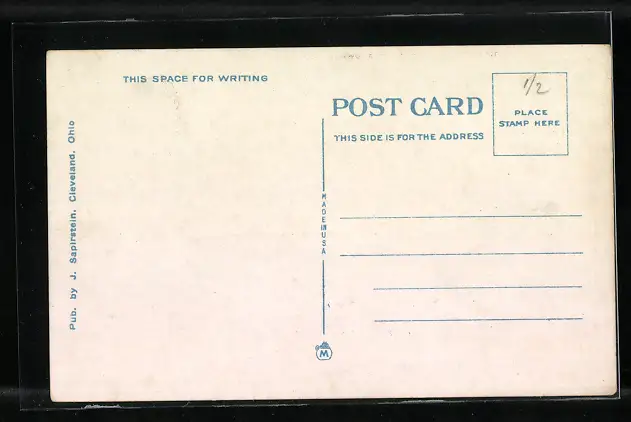 THIS SPACE FOR WRITING
Pub. by J. Sapirstein, Cleveland, Ohio
POST CARD
THIS SIDE IS FOR THE ADDRESS
1/2
PLACE
STAMP HERE
MADE IN USA
M